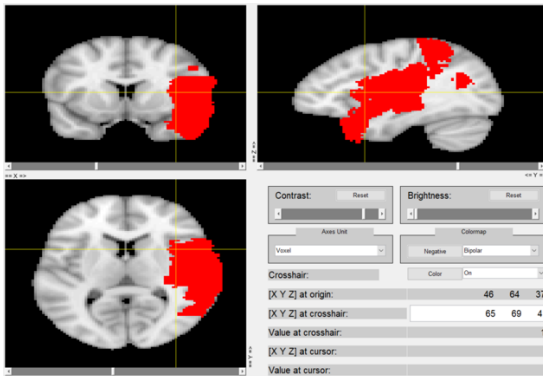 << X >>
<< Z >>
<< Y >>
<< Y >>
Contrast:
Reset
Brightness:
Reset
Axes Unit
Colormap
Voxel
Negative
Bipolar
Crosshair:
Color
On
[X Y Z] at origin: 46 64 37
[X Y Z] at crosshair: 65 69
Value at crosshair:
[X Y Z] at cursor:
Value at cursor: